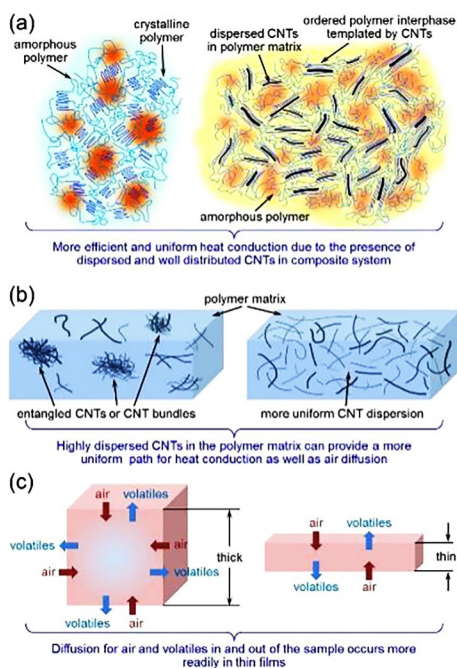 (a)
amorphous
polymer
crystalline
polymer
dispersed CNTs
in polymer matrix
ordered polymer interphase
templated by CNTs
amorphous polymer
More efficient and uniform heat conduction due to the presence of
dispersed and well distributed CNTs in composite system
(b)
polymer matrix
entangled CNTs or CNT bundles
more uniform CNT dispersion
Highly dispersed CNTs in the polymer matrix can provide a more
uniform path for heat conduction as well as air diffusion
(c)
air
volatiles
volatiles
air
air
volatiles
volatiles
air
thick
air
volatiles
volatiles
air
thin
Diffusion for air and volatiles in and out of the sample occurs more
readily in thin films